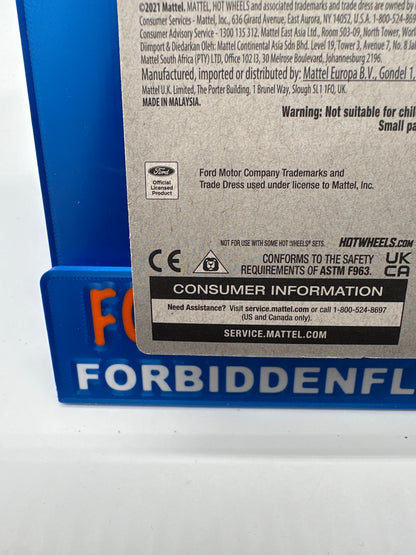 ©2021 Mattel. MATTEL, HOT WHEELS and associated trademarks and trade dress are owned by
Consumer Services - Mattel, Inc., 636 Girard Avenue, East Aurora, NY 14052, U.S.A. 1-800-524-869
Consumer Advisory Service - 1300 135 312. Mattel East Asia Ltd., Room 503-09, North Tower, World
Diimport & Diedarkan Oleh: Mattel Continental Asia Sdn Bhd. Level 19, Tower 3, Avenue 7, No. 8 Jal
Mattel South Africa (PTY) LTD, Office 102 I3, 30 Melrose Boulevard, Johannesburg 2196.
Manufactured, imported or distributed by: Mattel Europa B.V., Gondel 1,
Mattel U.K. Limited, The Porter Building, 1 Brunel Way, Slough SL1 1FQ, UK.
MADE IN MALAYSIA.
Warning: Not suitable for chil
Small pa
Ford
Official
Licensed
Product
Ford Motor Company Trademarks and
Trade Dress used under license to Mattel, Inc.
NOT FOR USE WITH SOME HOT WHEELS SETS.
HOTWHEELS.COM
CE
CONFORMS TO THE SAFETY
REQUIREMENTS OF ASTM F963.
UK
CA
CONSUMER INFORMATION
Need Assistance? Visit service.mattel.com or call 1-800-524-8697
(US and Canada only)
SERVICE.MATTEL.COM
FORBIDDENFL